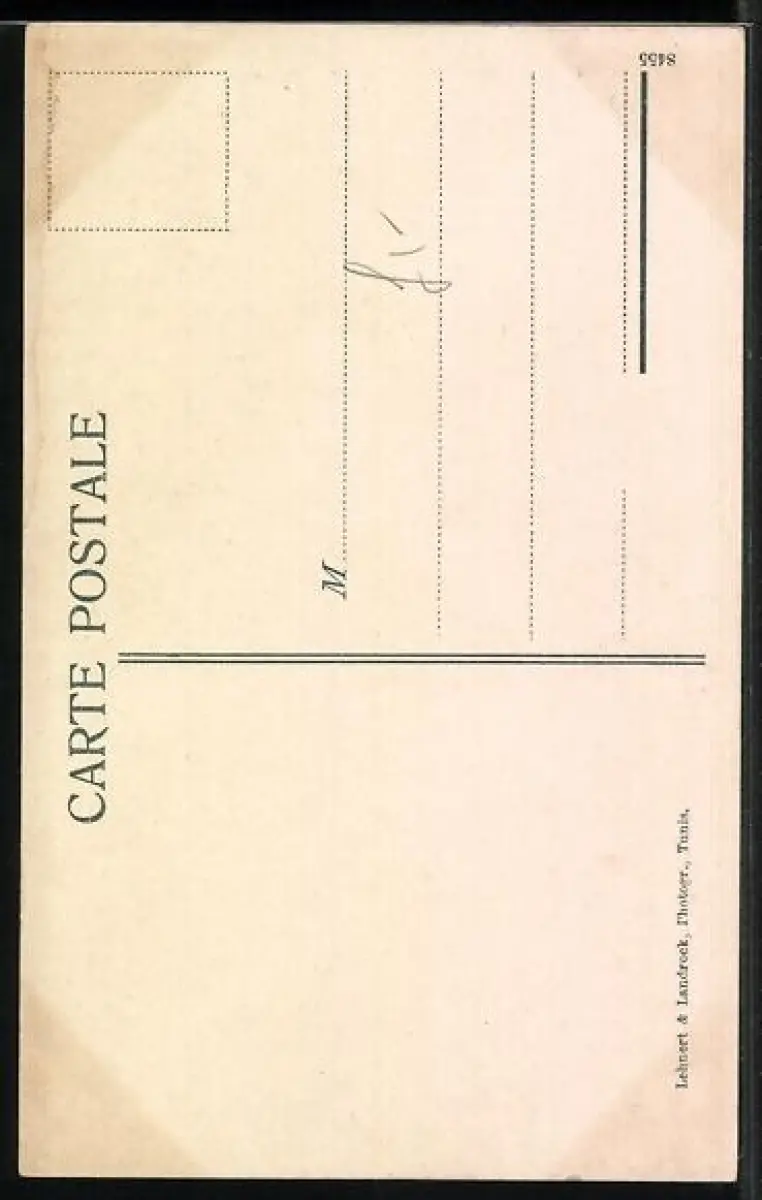 CARTE POSTALE
M
8455
Lehnert & Landrock, Photogr., Tunis.